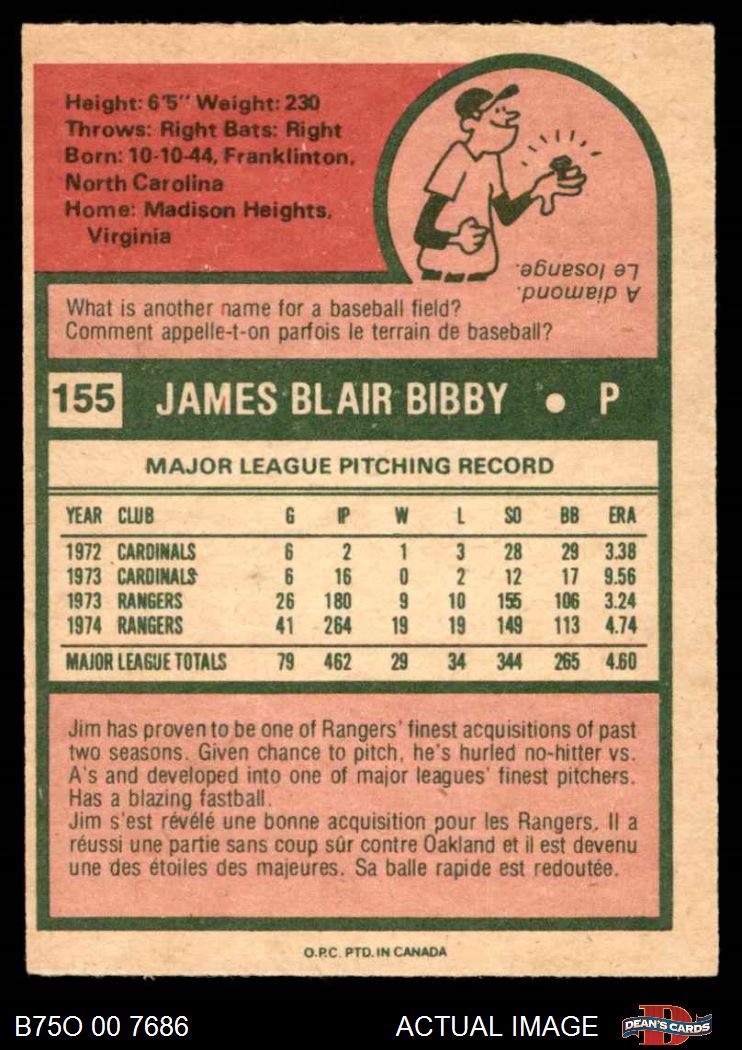 Height: 6'5" Weight: 230
Throws: Right Bats: Right
Born: 10-10-44, Franklinton,
North Carolina
Home: Madison Heights,
Virginia
A diamond.
Le losange.
What is another name for a baseball field?
Comment appelle-t-on parfois le terrain de baseball?
155 JAMES BLAIR BIBBY • P
MAJOR LEAGUE PITCHING RECORD
YEAR CLUB G IP W L SO BB ERA
1972 CARDINALS 6 2 1 3 28 29 3.38
1973 CARDINALS 6 16 0 2 12 17 9.56
1973 RANGERS 26 180 9 10 155 106 3.24
1974 RANGERS 41 264 19 19 149 113 4.74
MAJOR LEAGUE TOTALS 79 462 29 34 344 265 4.60
Jim has proven to be one of Rangers' finest acquisitions of past
two seasons. Given chance to pitch, he's hurled no-hitter vs.
A's and developed into one of major leagues' finest pitchers.
Has a blazing fastball.
Jim s'est révélé une bonne acquisition pour les Rangers. Il a
réussi une partie sans coup sûr contre Oakland et il est devenu
une des étoiles des majeures. Sa balle rapide est redoutée.
O.P.C. PTD. IN CANADA
B75O 00 7686 ACTUAL IMAGE D DEAN'S CARDS